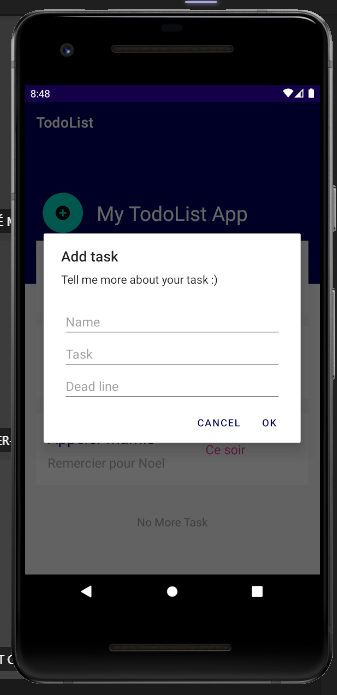 8:48
TodoList
My TodoList App
Add task
Tell me more about your task :)
Name
Task
Dead line
CANCEL OK
Ce soir
Remercier pour Noel
No More Task